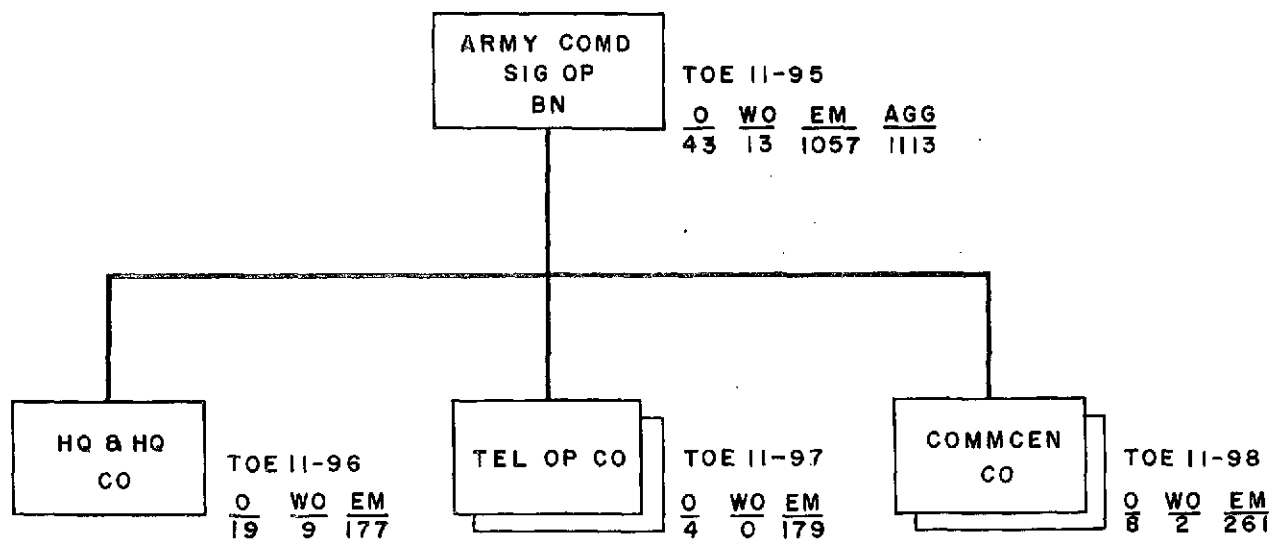 ARMY COMD
SIG OP
BN
TOE 11-95
O WO EM AGG
43 13 1057 1113
HQ & HQ
CO
TOE 11-96
O WO EM
19 9 177
TEL OP CO
TOE 11-97
O WO EM
4 0 179
COMMCEN
CO
TOE 11-98
O WO EM
8 2 261